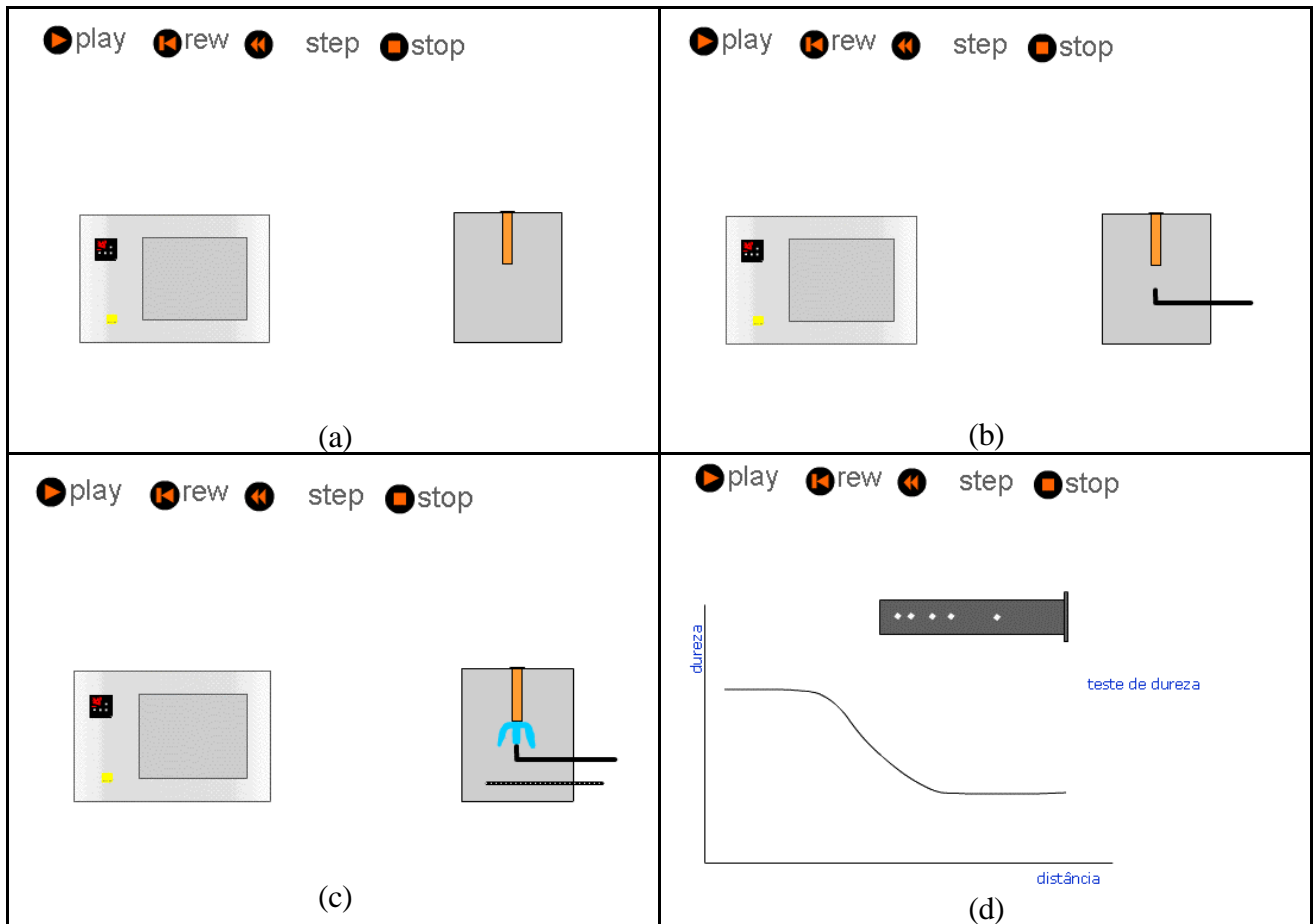 play rew step stop
play rew step stop
(a)
(b)
play rew step stop
play rew step stop
dureza
teste de dureza
distância
(c)
(d)